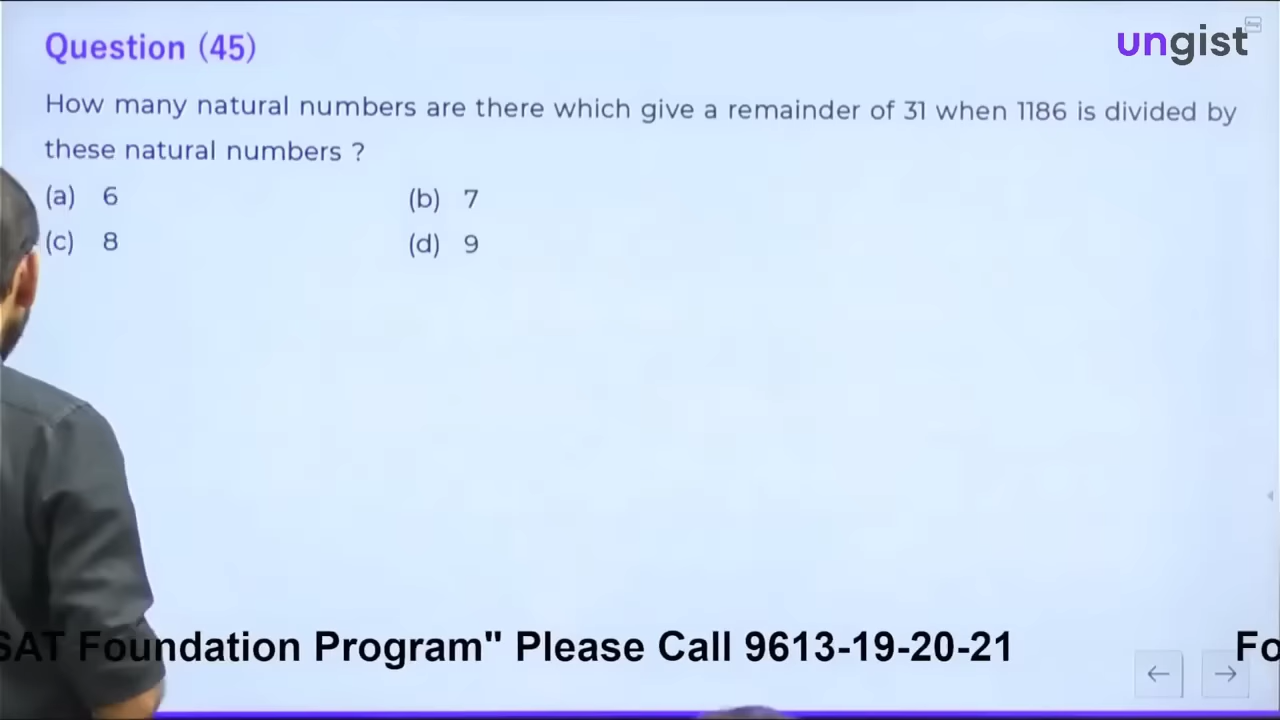 Question (45)
ungist
How many natural numbers are there which give a remainder of 31 when 1186 is divided by
these natural numbers ?
(a) 6
(b) 7
(c) 8
(d) 9
SAT Foundation Program" Please Call 9613-19-20-21
Fo